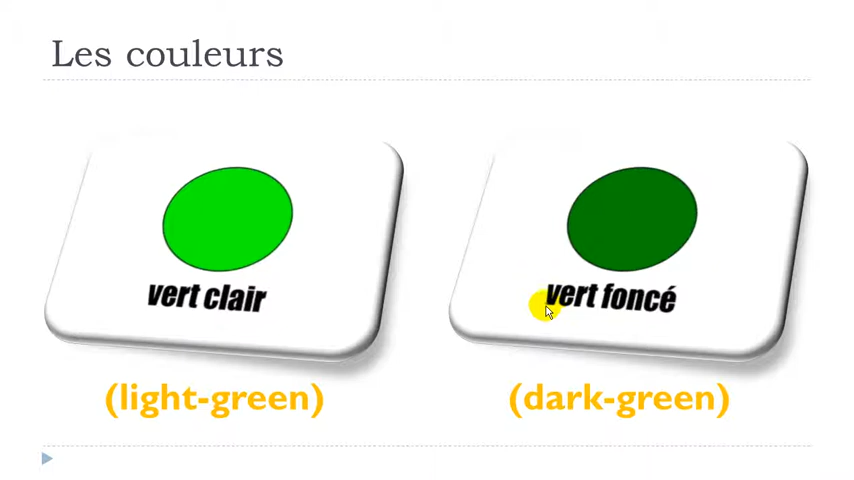 Les couleurs
vert clair
vert foncé
(light-green)
(dark-green)